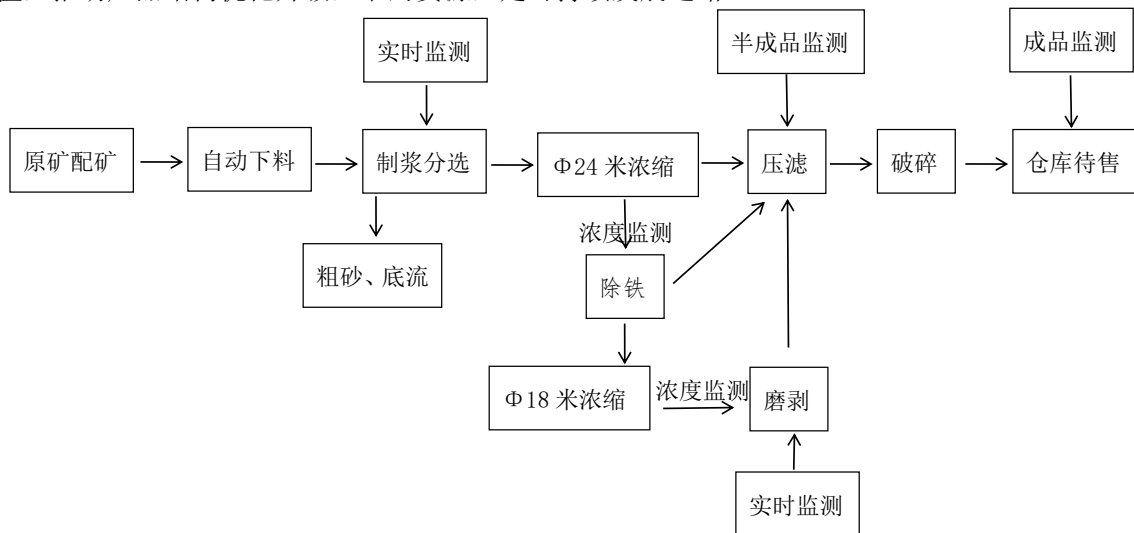 实时监测
半成品监测
成品监测
原矿配矿
自动下料
制浆分选
Φ24 米浓缩
压滤
破碎
仓库待售
浓度监测
粗砂、底流
除铁
Φ18 米浓缩
浓度监测
磨剥
实时监测